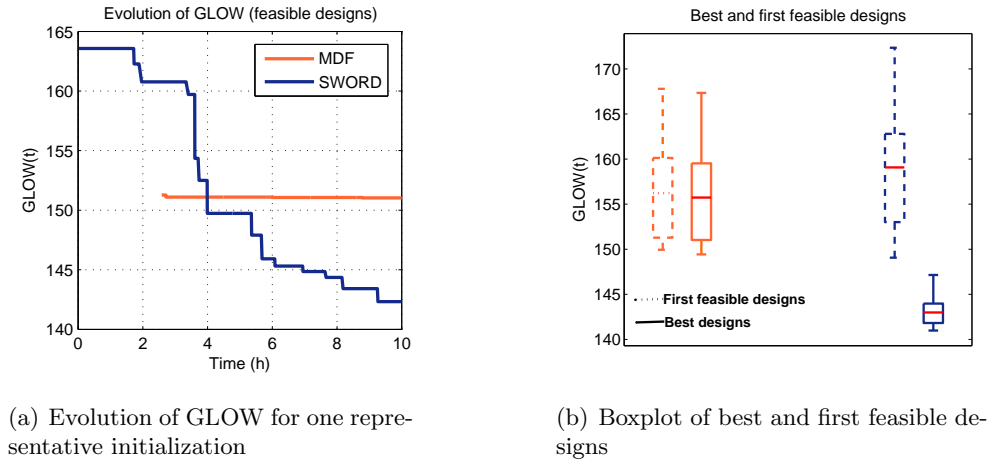 Evolution of GLOW (feasible designs)
165
160
155
150
145
140
GLOW(t)
0 2 4 6 8 10
Time (h)
MDF
SWORD
Best and first feasible designs
170
165
160
155
150
145
140
GLOW(t)
First feasible designs
Best designs
(a) Evolution of GLOW for one repre-
sentative initialization
(b) Boxplot of best and first feasible de-
signs